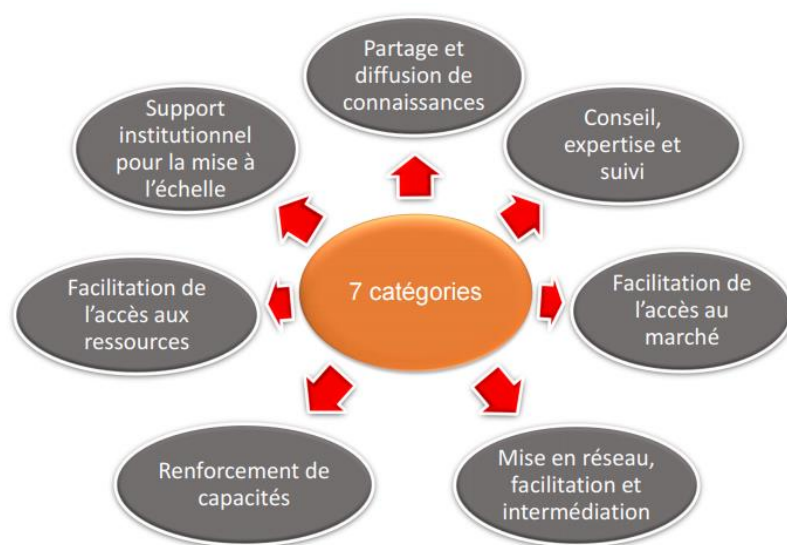 Partage et
diffusion de
connaissances
Conseil,
expertise et
suivi
Facilitation de
l'accès au
marché
Mise en réseau,
facilitation et
intermédiation
Renforcement de
capacités
Facilitation de
l'accès aux
ressources
Support
institutionnel
pour la mise à
l'échelle
7 catégories